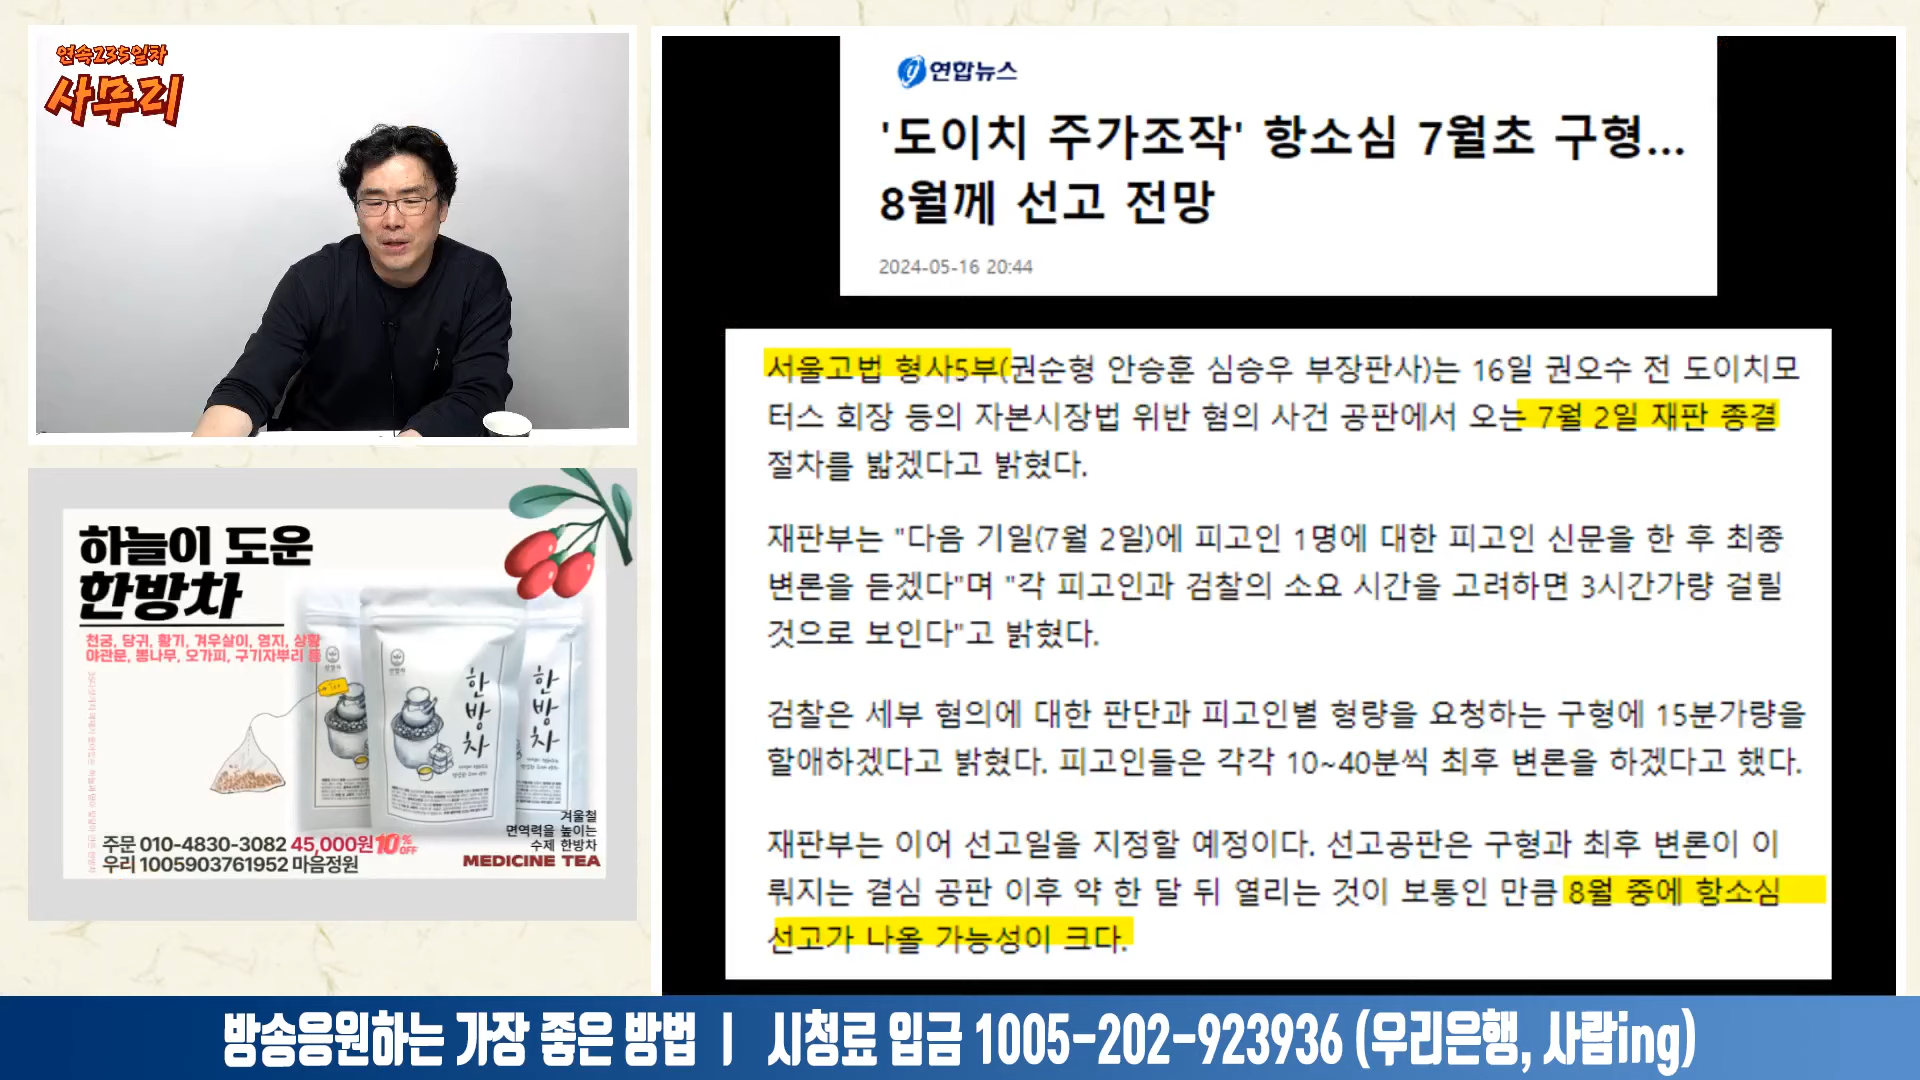 연속235일차
사무리
연합뉴스
'도이치 주가조작' 항소심 7월초 구형...
8월께 선고 전망
2024-05-16 20:44
서울고법 형사5부(권순형 안승훈 심승우 부장판사)는 16일 권오수 전 도이치모
터스 회장 등의 자본시장법 위반 혐의 사건 공판에서 오는 7월 2일 재판 종결
절차를 밟겠다고 밝혔다.
재판부는 "다음 기일(7월 2일)에 피고인 1명에 대한 피고인 신문을 한 후 최종
변론을 듣겠다"며 "각 피고인과 검찰의 소요 시간을 고려하면 3시간가량 걸릴
것으로 보인다"고 밝혔다.
검찰은 세부 혐의에 대한 판단과 피고인별 형량을 요청하는 구형에 15분가량을
할애하겠다고 밝혔다. 피고인들은 각각 10~40분씩 최후 변론을 하겠다고 했다.
재판부는 이어 선고일을 지정할 예정이다. 선고공판은 구형과 최후 변론이 이
뤄지는 결심 공판 이후 약 한 달 뒤 열리는 것이 보통인 만큼 8월 중에 항소심
선고가 나올 가능성이 크다.
하늘이 도운
한방차
천궁, 당귀, 황기, 겨우살이, 영지, 상황
야관문, 뽕나무, 오가피, 구기자뿌리 등
한방차
한방차
겨울철
면역력을 높이는
수제 한방차
MEDICINE TEA
주문 010-4830-3082 45,000원 10% OFF
우리 1005903761952 마음정원
방송응원하는 가장 좋은 방법 | 시청료 입금 1005-202-923936 (우리은행, 사람ing)